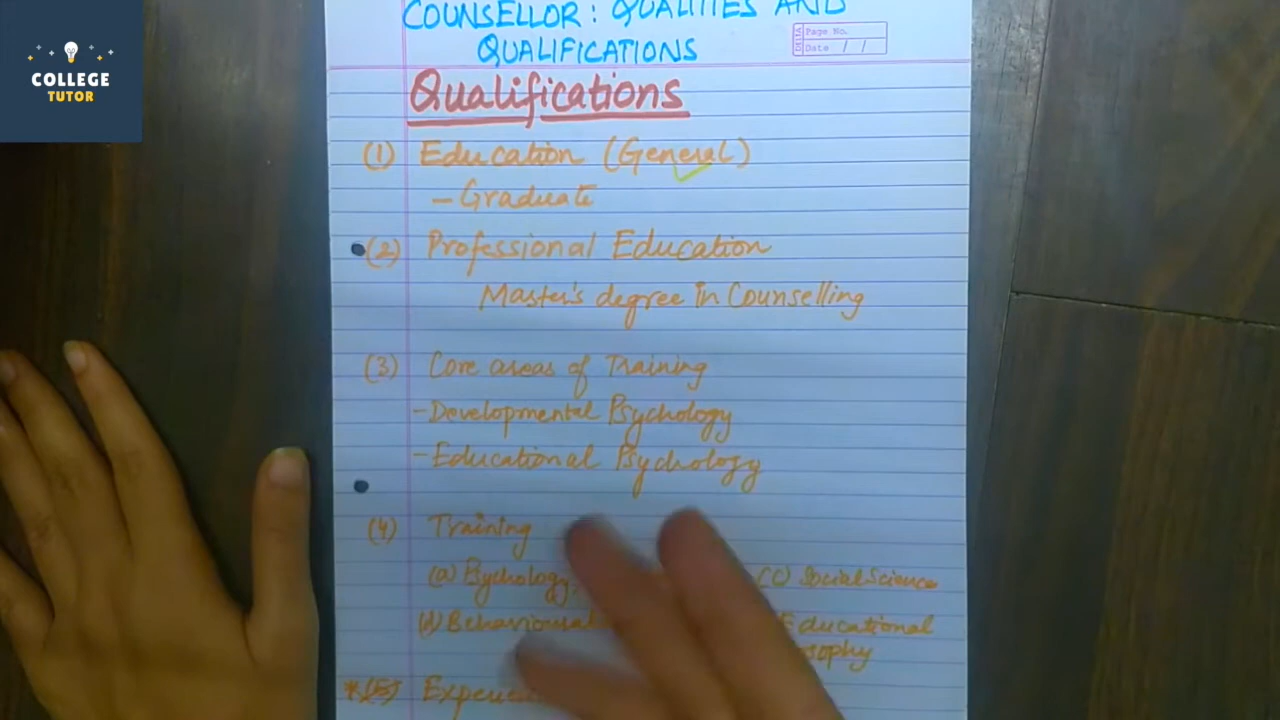 COLLEGE
TUTOR
COUNSELLOR: QUALITIES AND
QUALIFICATIONS
Page No.
Date / /
Qualifications
(1) Education (General)
- Graduate
(2) Professional Education
Master's degree in Counselling
(3) Core areas of Training
- Developmental Psychology
- Educational Psychology
(4) Training
(a) Psychology, (c) Social Science
(d) Behavioural Educational